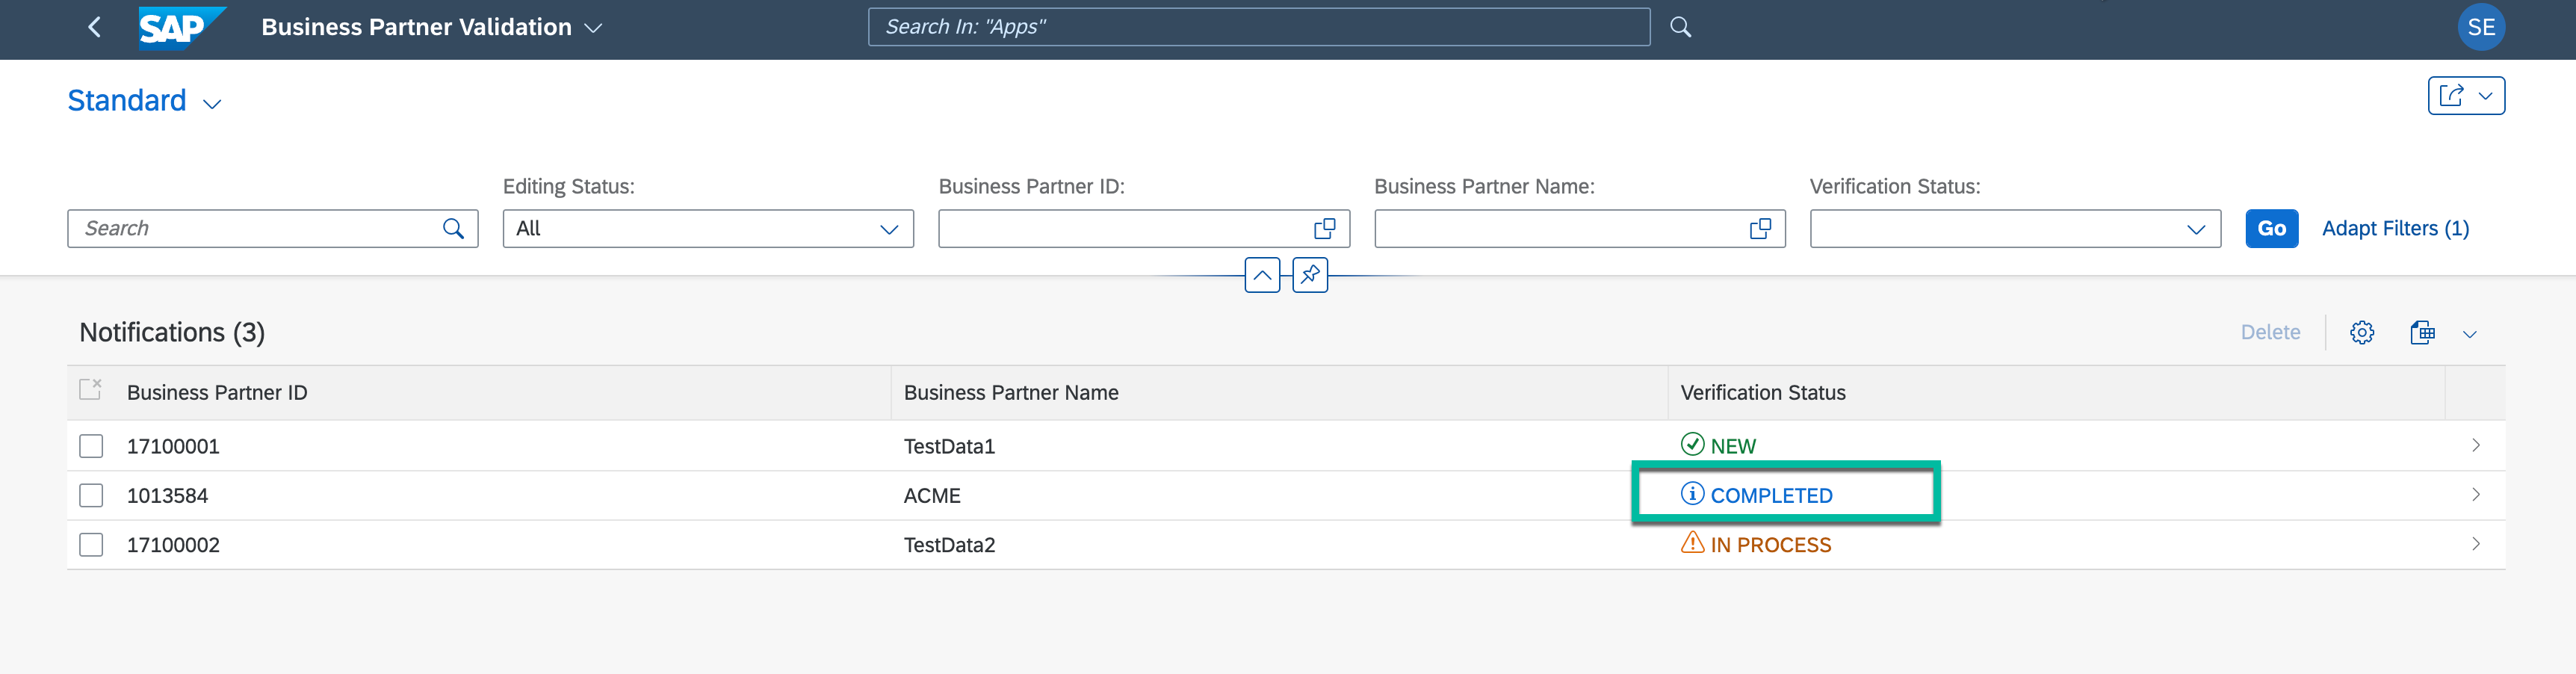 SAP Business Partner Validation Search In: "Apps" SE
Standard
Editing Status: Business Partner ID: Business Partner Name: Verification Status:
Search All Go Adapt Filters (1)
Notifications (3) Delete
Business Partner ID Business Partner Name Verification Status
17100001 TestData1 NEW
1013584 ACME COMPLETED
17100002 TestData2 IN PROCESS